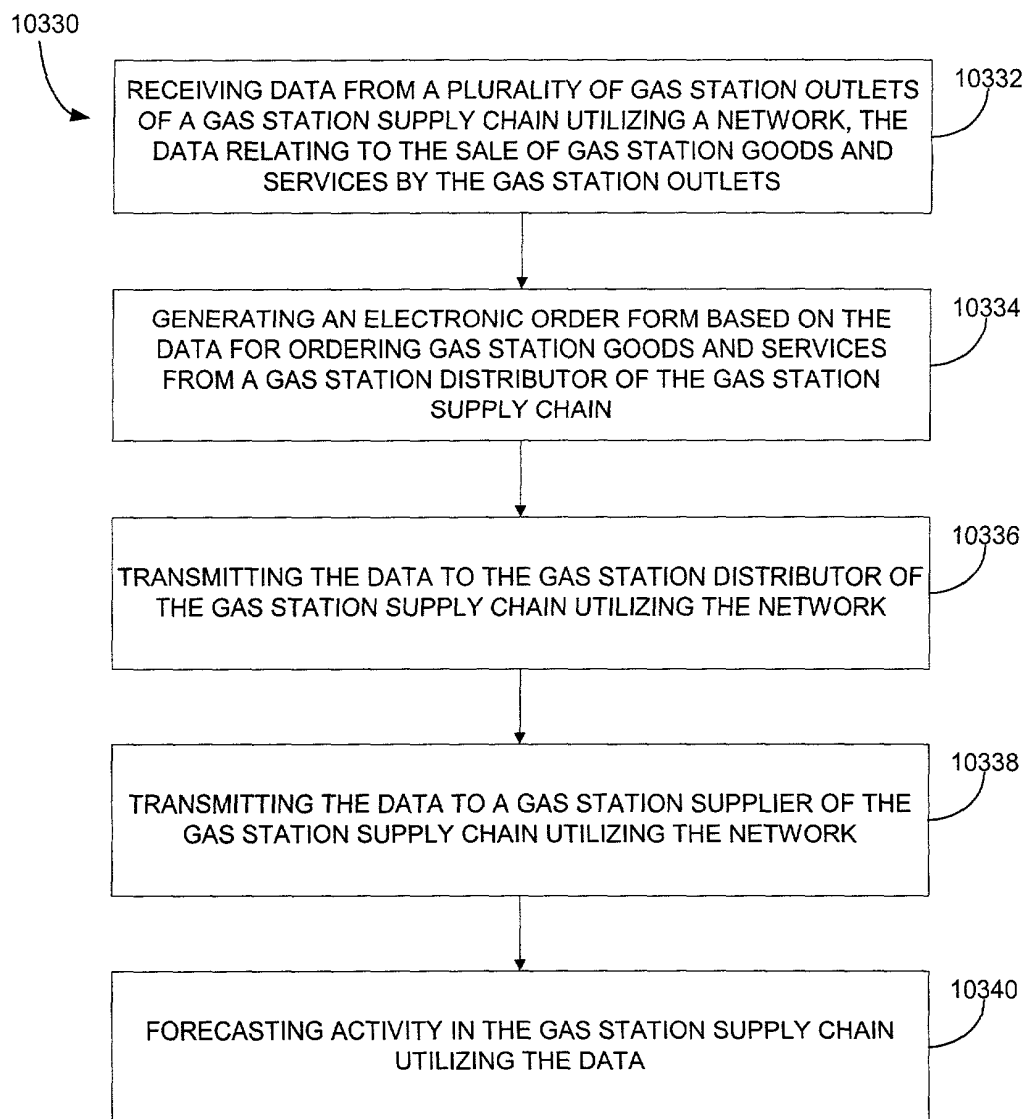 10330
RECEIVING DATA FROM A PLURALITY OF GAS STATION OUTLETS
OF A GAS STATION SUPPLY CHAIN UTILIZING A NETWORK, THE
DATA RELATING TO THE SALE OF GAS STATION GOODS AND
SERVICES BY THE GAS STATION OUTLETS
10332
GENERATING AN ELECTRONIC ORDER FORM BASED ON THE
DATA FOR ORDERING GAS STATION GOODS AND SERVICES
FROM A GAS STATION DISTRIBUTOR OF THE GAS STATION
SUPPLY CHAIN
10334
TRANSMITTING THE DATA TO THE GAS STATION DISTRIBUTOR OF
THE GAS STATION SUPPLY CHAIN UTILIZING THE NETWORK
10336
TRANSMITTING THE DATA TO A GAS STATION SUPPLIER OF THE
GAS STATION SUPPLY CHAIN UTILIZING THE NETWORK
10338
FORECASTING ACTIVITY IN THE GAS STATION SUPPLY CHAIN
UTILIZING THE DATA
10340